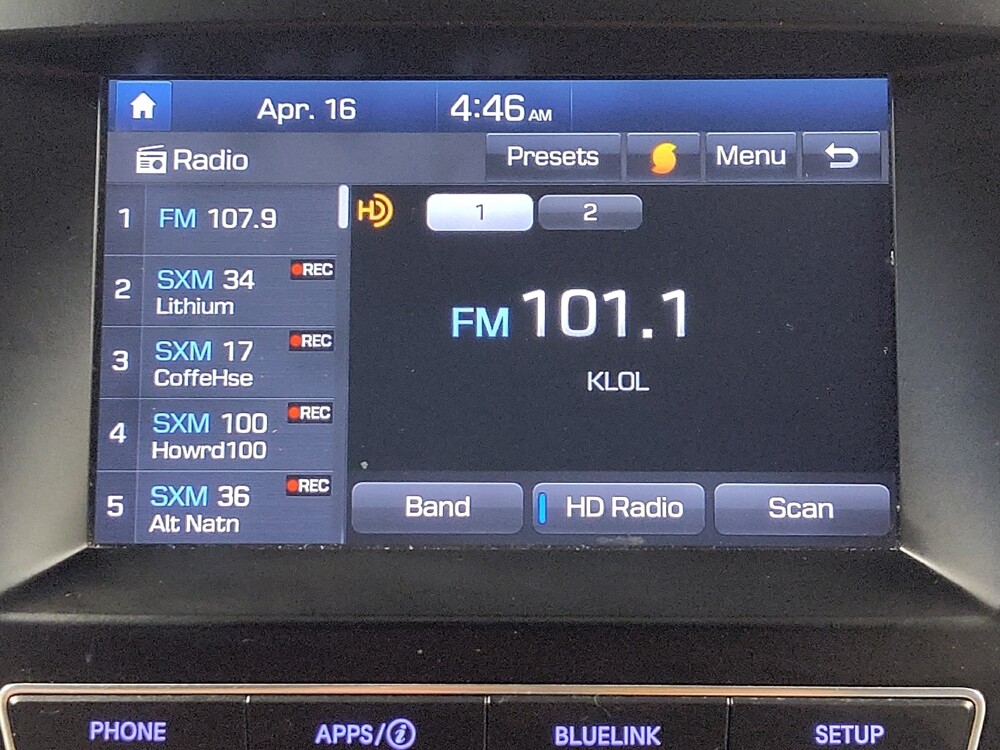 Apr. 16 4:46 AM
Radio Presets Menu
1 FM 107.9
HD 1 2
2 SXM 34 REC
Lithium
FM 101.1
KLOL
3 SXM 17 REC
CoffeHse
4 SXM 100 REC
Howrd100
5 SXM 36 REC
Alt Natn
Band HD Radio Scan
PHONE APPS/i BLUELINK SETUP